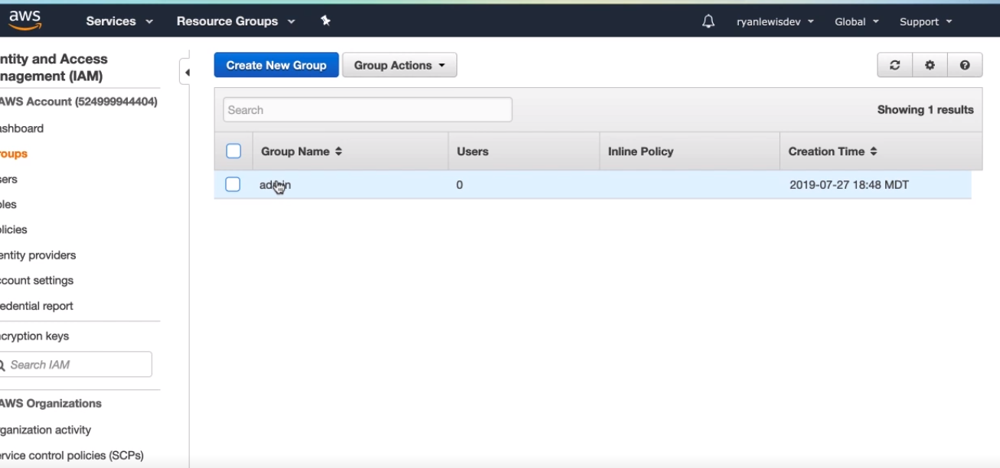 aws Services Resource Groups ryanlewisdev Global Support
ntity and Access
nagement (IAM)
AWS Account (524999944404)
ashboard
roups
sers
oles
olicies
entity providers
ccount settings
redential report
ncryption keys
Search IAM
AWS Organizations
rganization activity
ervice control policies (SCPs)
Create New Group Group Actions
Search Showing 1 results
Group Name Users Inline Policy Creation Time
admin 0 2019-07-27 18:48 MDT